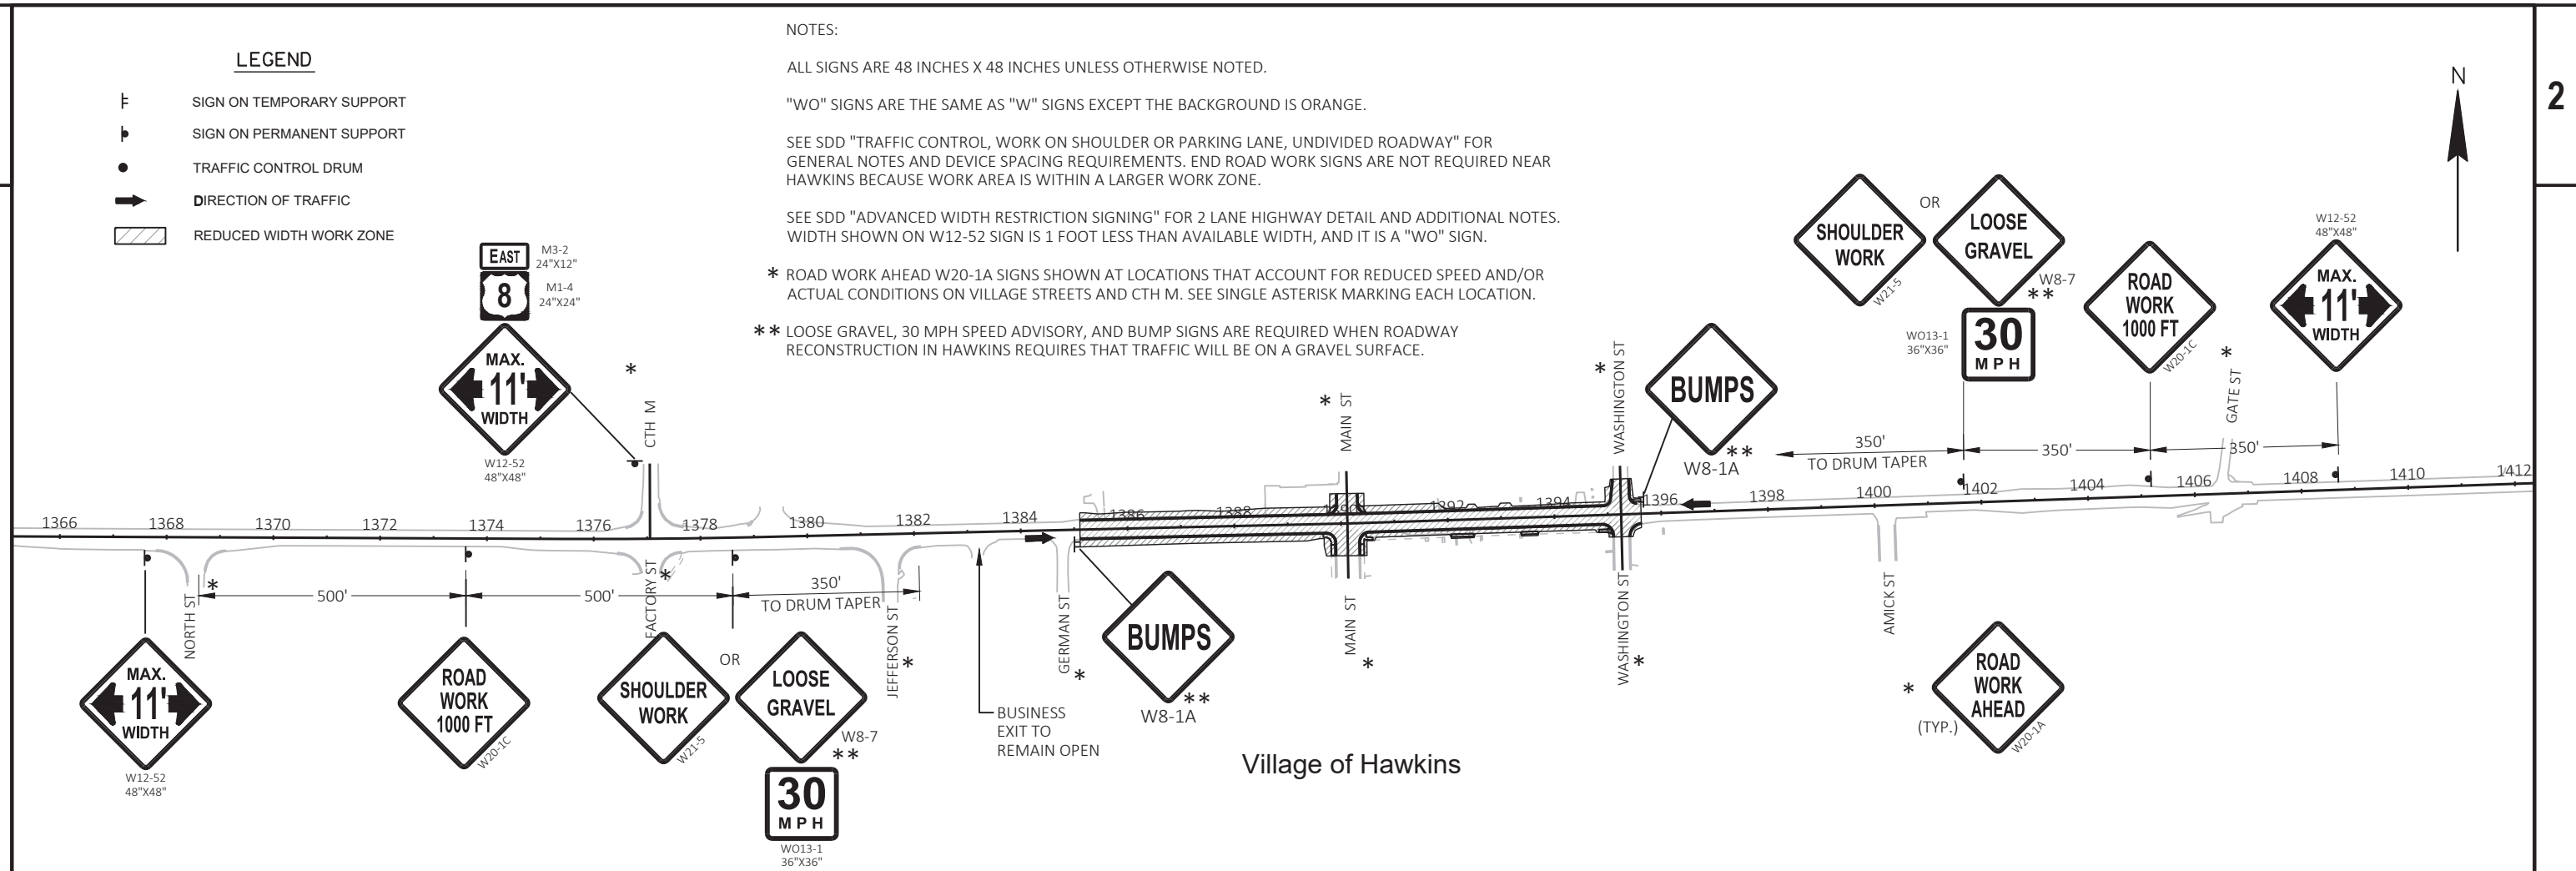 NOTES:
ALL SIGNS ARE 48 INCHES X 48 INCHES UNLESS OTHERWISE NOTED.
"WO" SIGNS ARE THE SAME AS "W" SIGNS EXCEPT THE BACKGROUND IS ORANGE.
SEE SDD "TRAFFIC CONTROL, WORK ON SHOULDER OR PARKING LANE, UNDIVIDED ROADWAY" FOR
GENERAL NOTES AND DEVICE SPACING REQUIREMENTS. END ROAD WORK SIGNS ARE NOT REQUIRED NEAR
HAWKINS BECAUSE WORK AREA IS WITHIN A LARGER WORK ZONE.
SEE SDD "ADVANCED WIDTH RESTRICTION SIGNING" FOR 2 LANE HIGHWAY DETAIL AND ADDITIONAL NOTES.
WIDTH SHOWN ON W12-52 SIGN IS 1 FOOT LESS THAN AVAILABLE WIDTH, AND IT IS A "WO" SIGN.
* ROAD WORK AHEAD W20-1A SIGNS SHOWN AT LOCATIONS THAT ACCOUNT FOR REDUCED SPEED AND/OR
ACTUAL CONDITIONS ON VILLAGE STREETS AND CTH M. SEE SINGLE ASTERISK MARKING EACH LOCATION.
** LOOSE GRAVEL, 30 MPH SPEED ADVISORY, AND BUMP SIGNS ARE REQUIRED WHEN ROADWAY
RECONSTRUCTION IN HAWKINS REQUIRES THAT TRAFFIC WILL BE ON A GRAVEL SURFACE.
LEGEND
SIGN ON TEMPORARY SUPPORT
SIGN ON PERMANENT SUPPORT
TRAFFIC CONTROL DRUM
DIRECTION OF TRAFFIC
REDUCED WIDTH WORK ZONE
N
2
EAST
M3-2
24"X12"
8
M1-4
24"X24"
MAX.
11'
WIDTH
W12-52
48"X48"
*
CTH M
* MAIN ST
* WASHINGTON ST
BUMPS
**
W8-1A
SHOULDER
WORK
W21-5
OR
LOOSE
GRAVEL
W8-7
**
WO13-1
36"X36"
30
MPH
ROAD
WORK
1000 FT
W20-1C
*
GATE ST
W12-52
48"X48"
MAX.
11'
WIDTH
350'
TO DRUM TAPER
350'
350'
1366 1368 1370 1372 1374 1376 1378 1380 1382 1384 1386 1388 1390 1392 1394 1396 1398 1400 1402 1404 1406 1408 1410 1412
NORTH ST
*
500'
500'
FACTORY ST
*
350'
TO DRUM TAPER
JEFFERSON ST
*
GERMAN ST
*
MAIN ST
*
WASHINGTON ST
*
AMICK ST
MAX.
11'
WIDTH
W12-52
48"X48"
ROAD
WORK
1000 FT
W20-1C
SHOULDER
WORK
W21-5
OR
LOOSE
GRAVEL
W8-7
**
30
MPH
WO13-1
36"X36"
BUSINESS
EXIT TO
REMAIN OPEN
BUMPS
**
W8-1A
Village of Hawkins
*
(TYP.)
ROAD
WORK
AHEAD
W20-1A